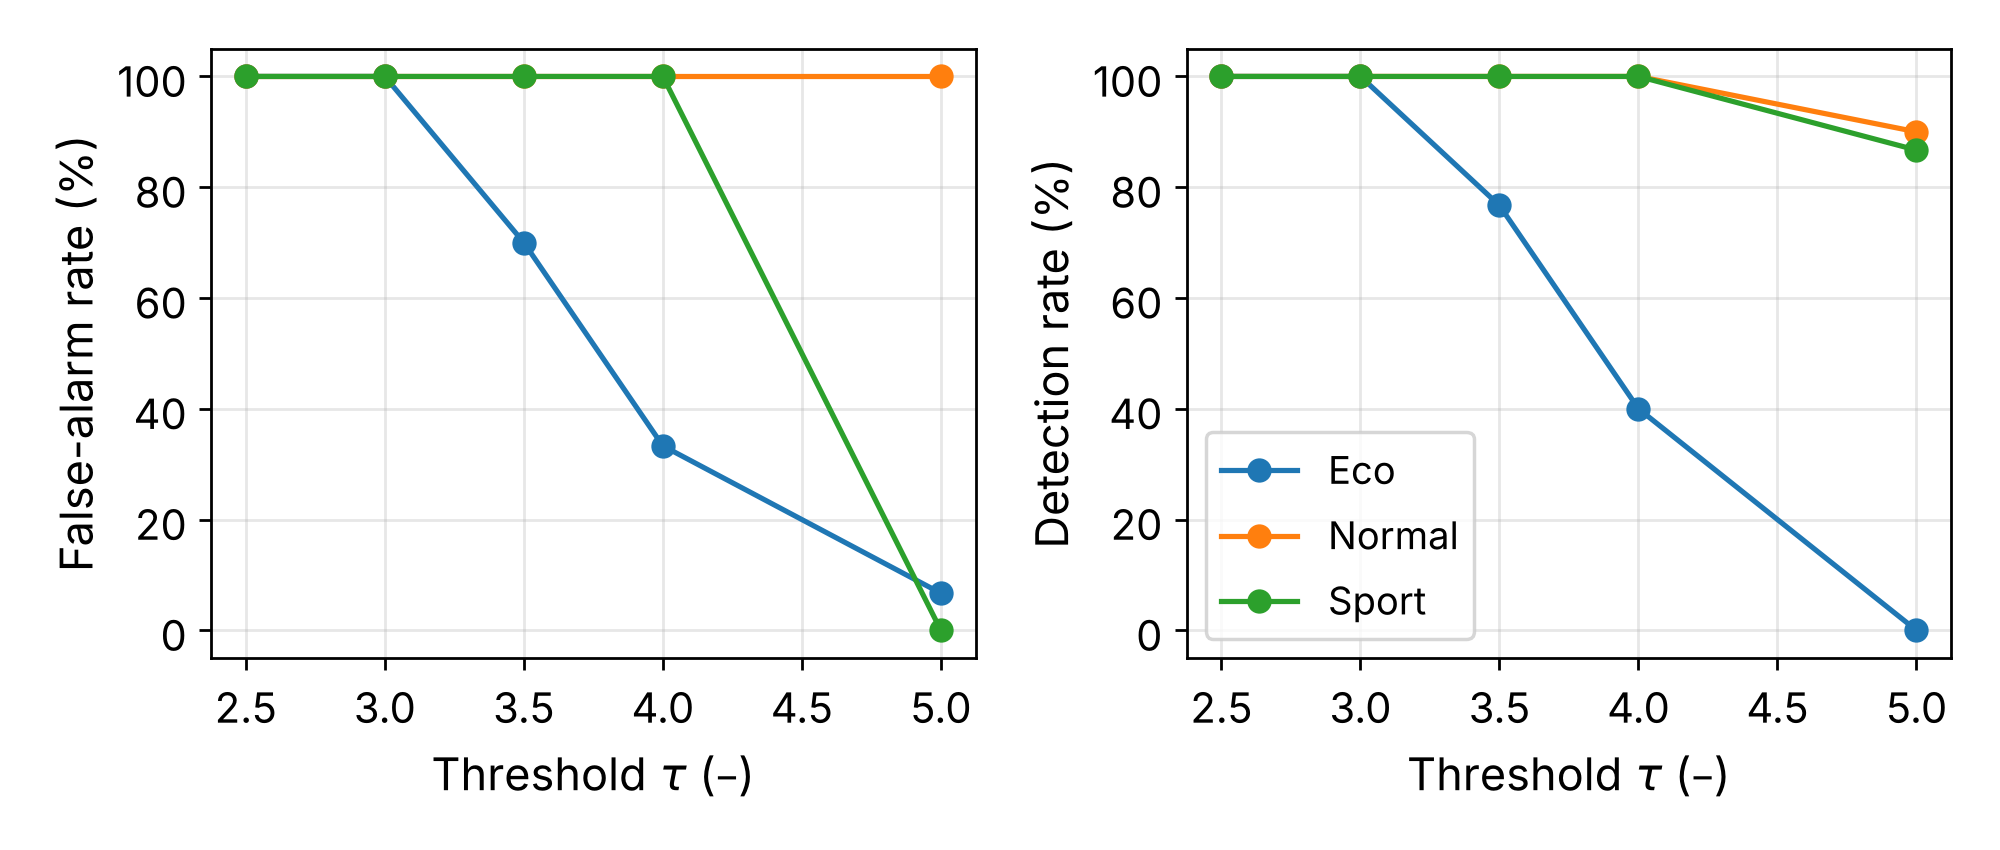 False-alarm rate (%)
100
80
60
40
20
0
2.5 3.0 3.5 4.0 4.5 5.0
Threshold τ (–)
Detection rate (%)
100
80
60
40
20
0
Eco
Normal
Sport
2.5 3.0 3.5 4.0 4.5 5.0
Threshold τ (–)